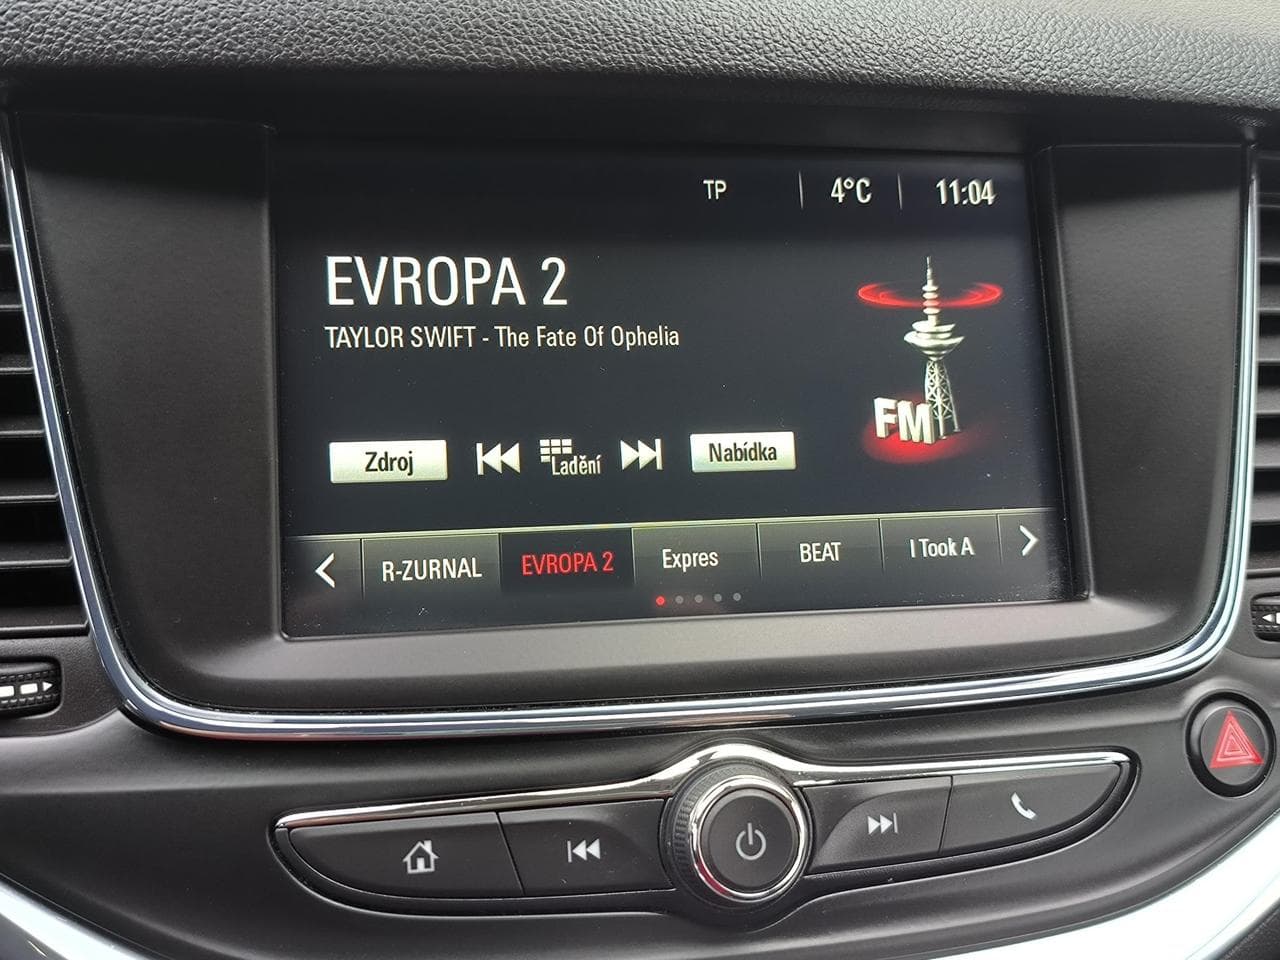 TP 4°C 11:04
EVROPA 2
TAYLOR SWIFT - The Fate Of Ophelia
FM
Zdroj Ladění Nabídka
R-ZURNAL EVROPA 2 Expres BEAT I Took A